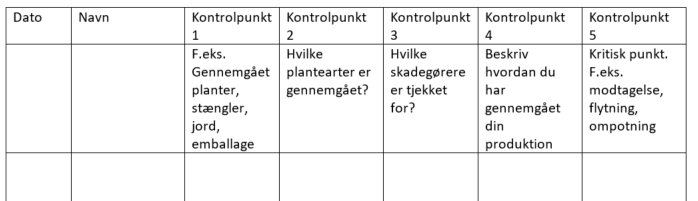 Dato Navn Kontrolpunkt 1 Kontrolpunkt 2 Kontrolpunkt 3 Kontrolpunkt 4 Kontrolpunkt 5
F.eks.
Gennemgået
planter,
stængler,
jord,
emballage
Hvilke
plantearter er
gennemgået?
Hvilke
skadegørere
er tjekket
for?
Beskriv
hvordan du
har
gennemgået
din
produktion
Kritisk punkt.
F.eks.
modtagelse,
flytning,
ompotning